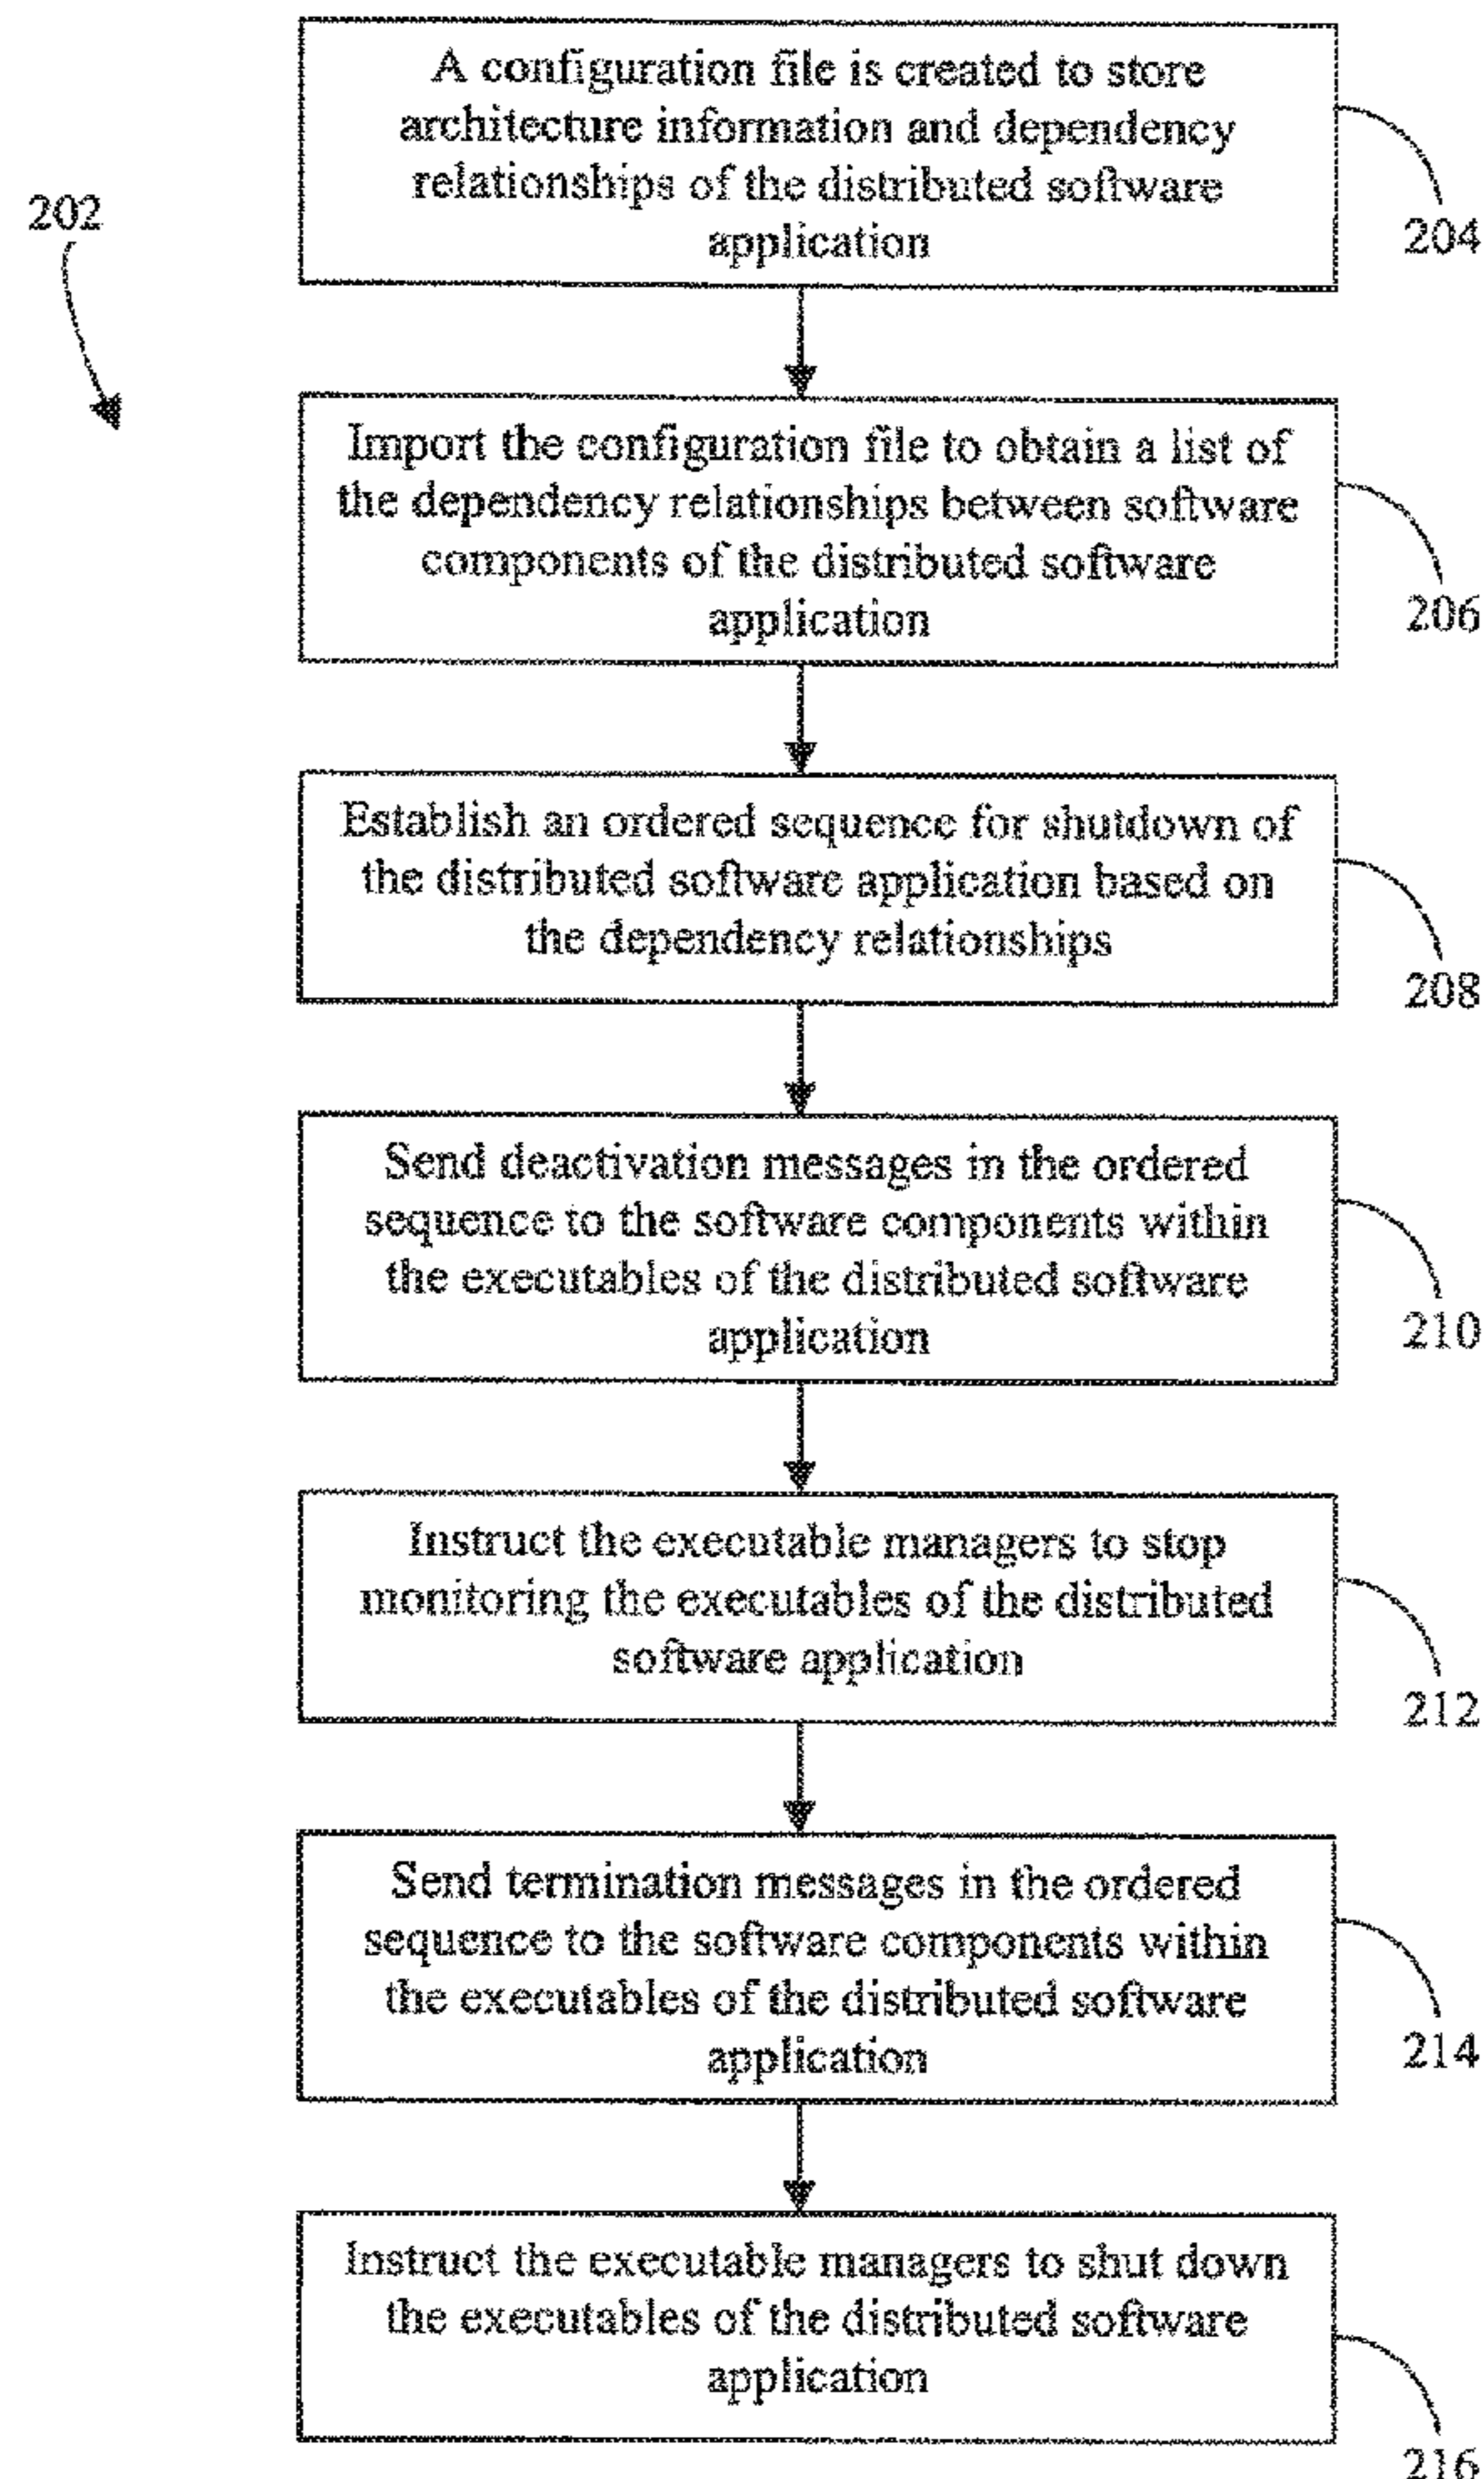 A configuration file is created to store
architecture information and dependency
relationships of the distributed software
application
202
204
Import the configuration file to obtain a list of
the dependency relationships between software
components of the distributed software
application
206
Establish an ordered sequence for shutdown of
the distributed software application based on
the dependency relationships
208
Send deactivation messages in the ordered
sequence to the software components within
the executables of the distributed software
application
210
Instruct the executable managers to stop
monitoring the executables of the distributed
software application
212
Send termination messages in the ordered
sequence to the software components within
the executables of the distributed software
application
214
Instruct the executable managers to shut down
the executables of the distributed software
application
216